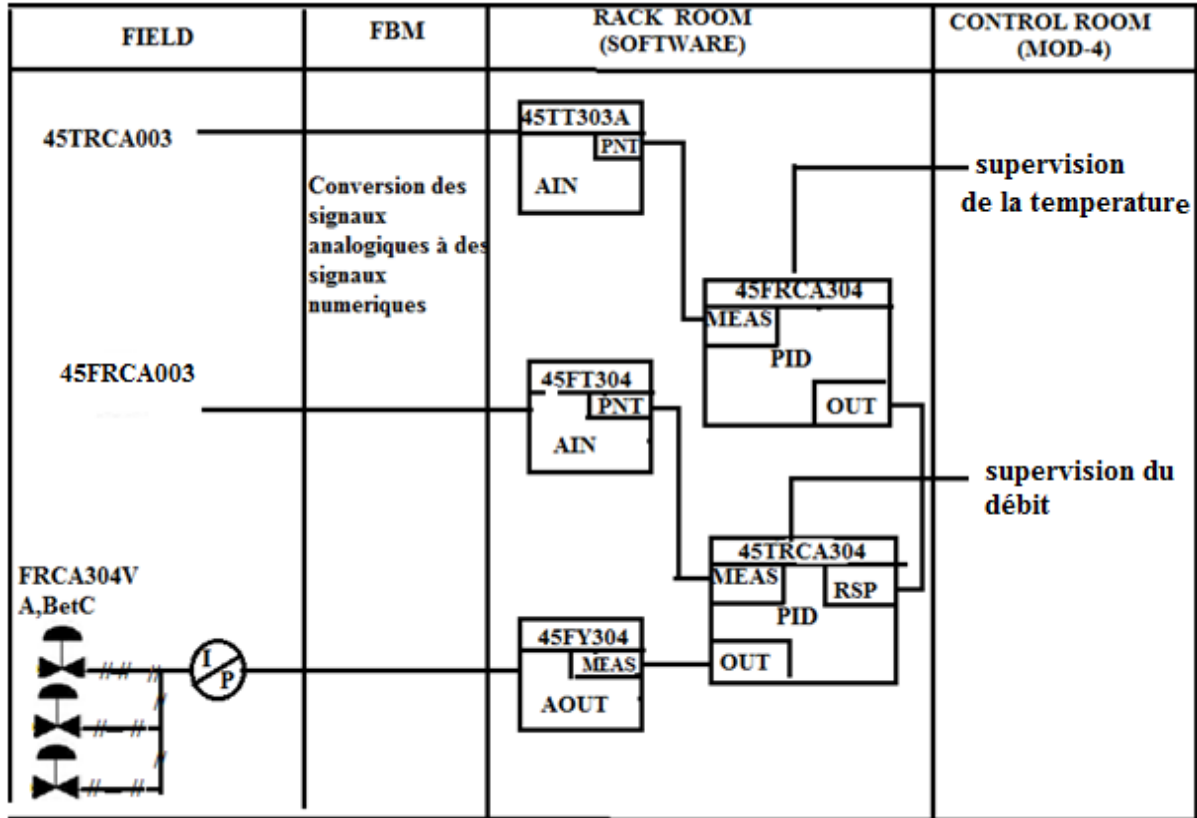 FIELD
FBM
RACK ROOM
(SOFTWARE)
CONTROL ROOM
(MOD-4)
45TRCA003
45TT303A
PNT
AIN
supervision
de la temperature
Conversion des
signaux
analogiques à des
signaux
numeriques
45FRCA304
MEAS
PID
OUT
45FRCA003
45FT304
PNT
AIN
supervision du
débit
45TRCA304
MEAS
RSP
PID
OUT
FRCA304V
A,BetC
I
P
45FY304
MEAS
AOUT